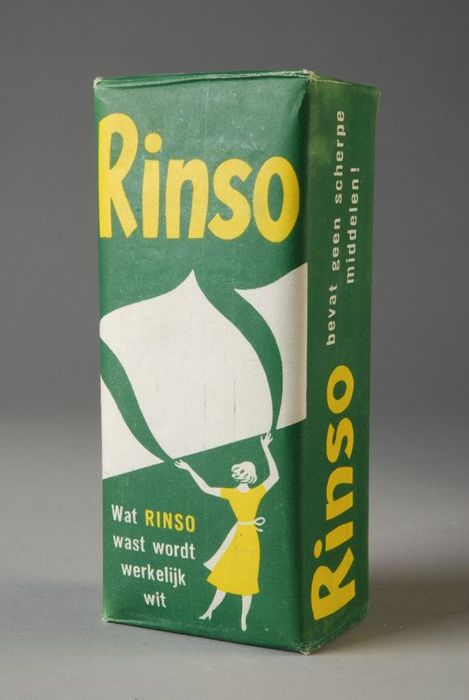 Rinso
Wat RINSO
wast wordt
werkelijk
wit
Rinso
bevat geen scherpe
middelen!